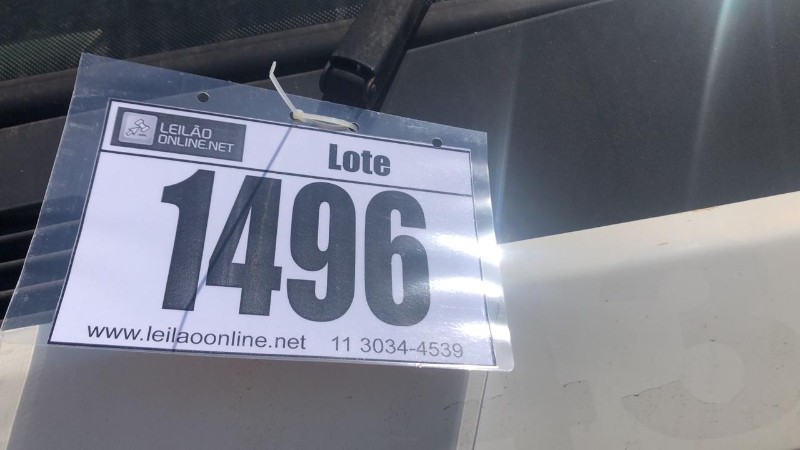 LEILÃO
ONLINE.NET
Lote
1496
www.leilaoonline.net 11 3034-4539